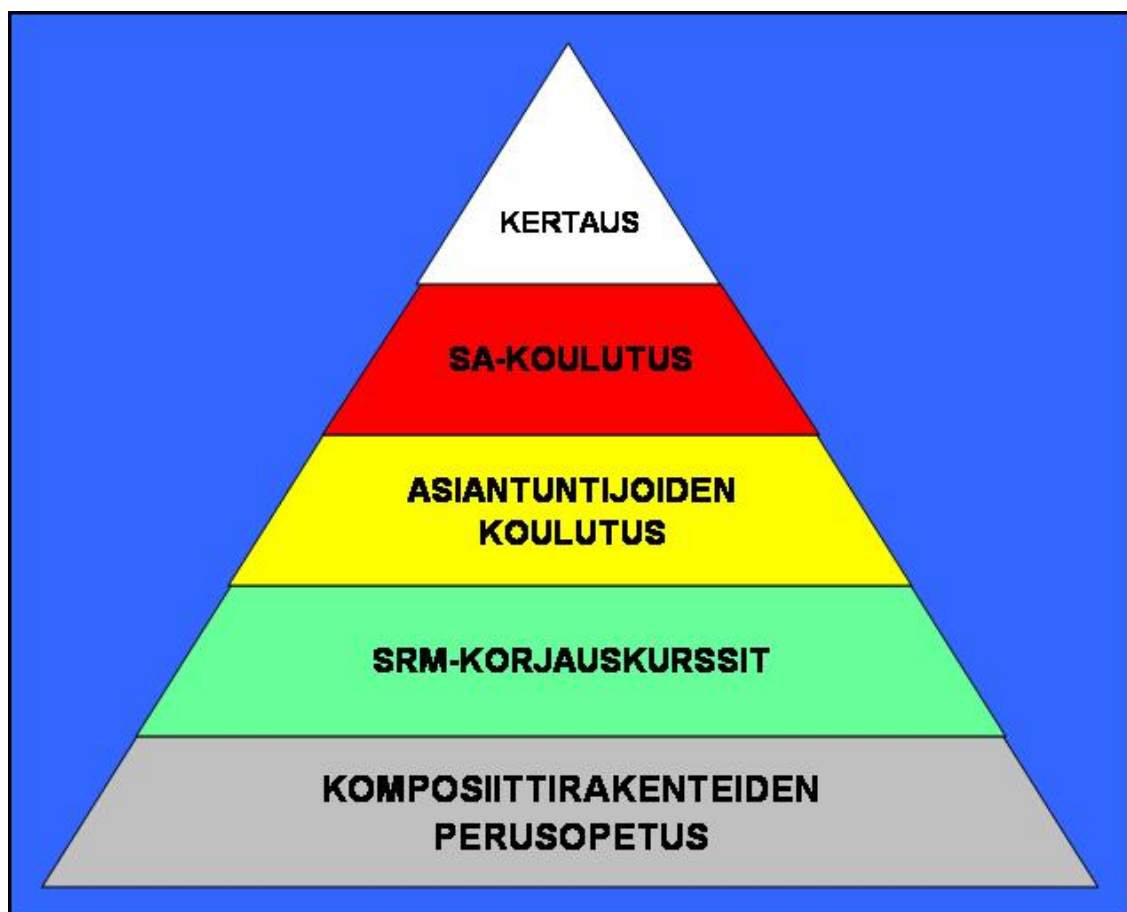 KERTAUS
SA-KOULUTUS
ASIANTUNTIJOIDEN
KOULUTUS
SRM-KORJAUSKURSSIT
KOMPOSIITTIRAKENTEIDEN
PERUSOPETUS